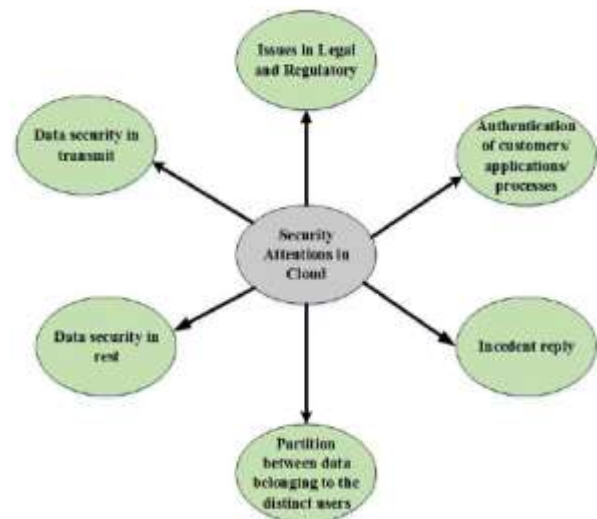 Issues in Legal
and Regulatory
Data security in
transmit
Authentication
of customers/
applications/
processes
Security
Attentions in
Cloud
Data security in
rest
Incedent reply
Partition
between data
belonging to the
distinct users